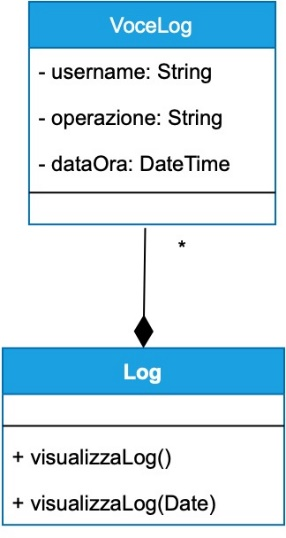 VoceLog
- username: String
- operazione: String
- dataOra: DateTime
*
Log
+ visualizzaLog()
+ visualizzaLog(Date)